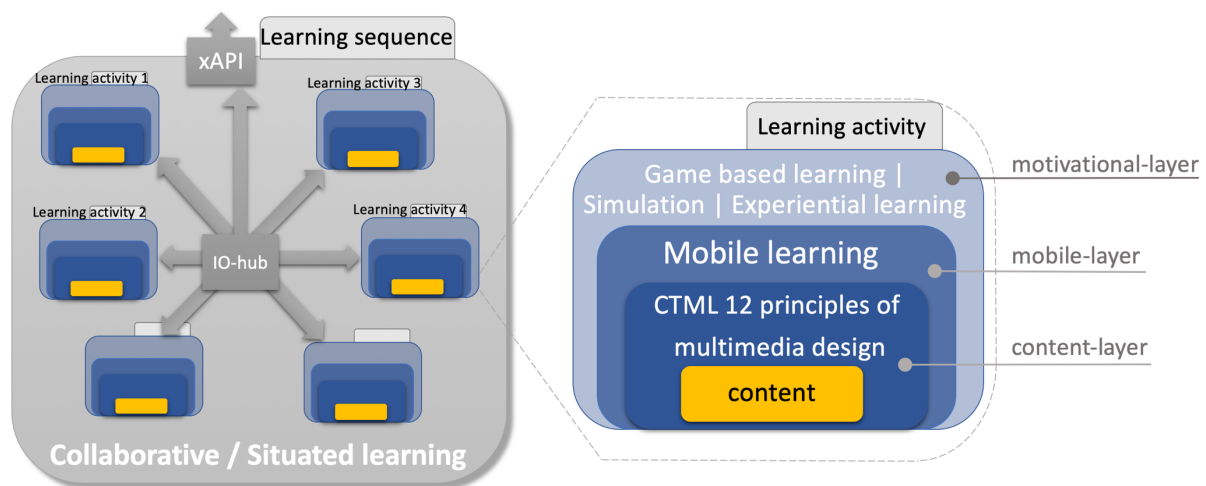 Learning sequence
xAPI
Learning activity 1
Learning activity 3
Learning activity 2
Learning activity 4
IO-hub
Collaborative / Situated learning
Learning activity
Game based learning |
Simulation | Experiential learning
Mobile learning
CTML 12 principles of
multimedia design
content
motivational-layer
mobile-layer
content-layer